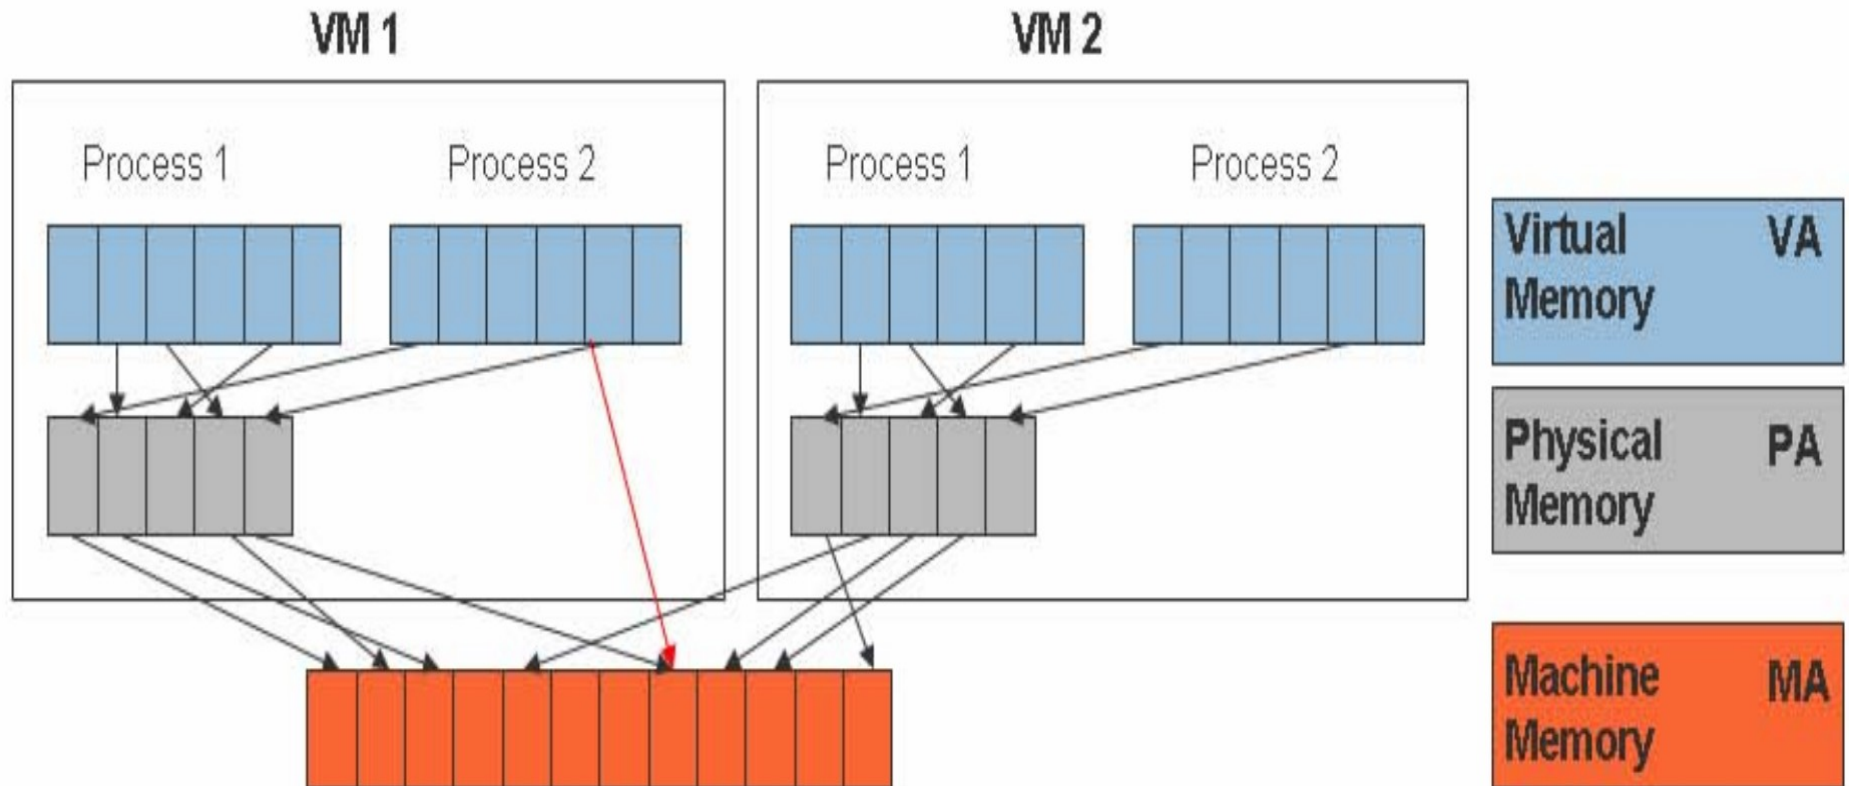 VM 1
VM 2
Process 1
Process 2
Process 1
Process 2
Virtual VA
Memory
Physical PA
Memory
Machine MA
Memory